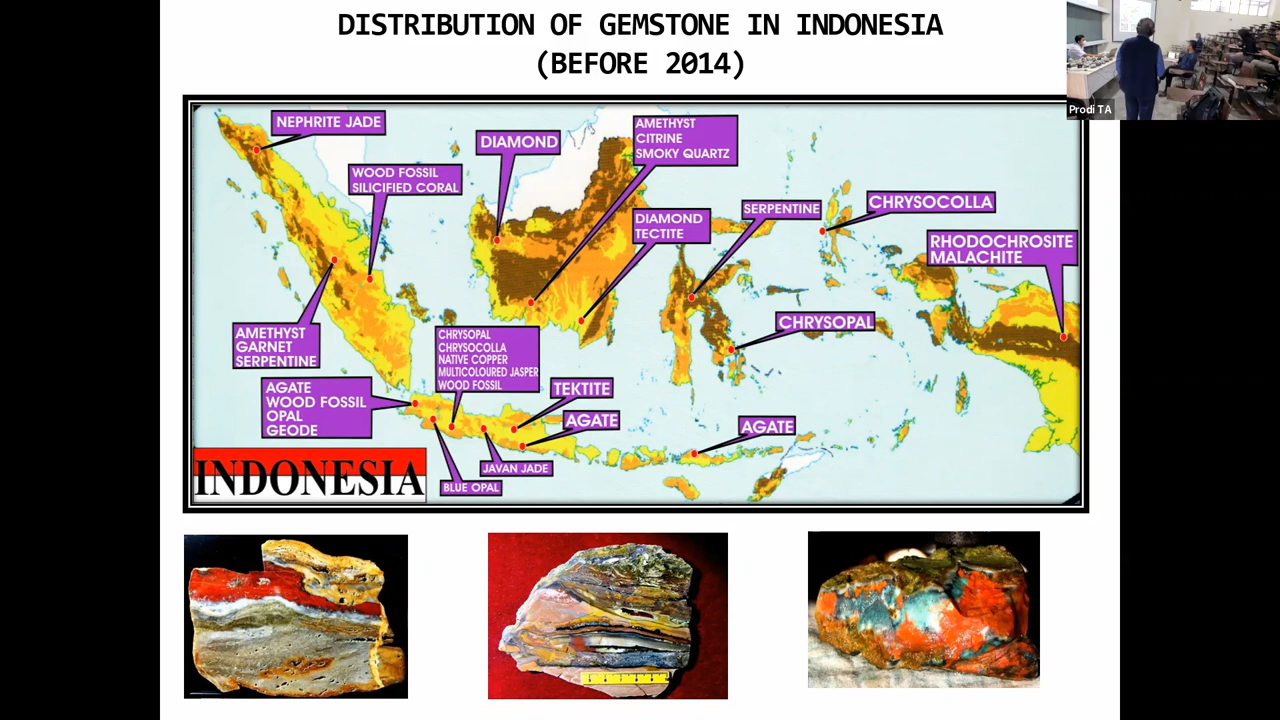 DISTRIBUTION OF GEMSTONE IN INDONESIA
(BEFORE 2014)
Prodi TA
NEPHRITE JADE
WOOD FOSSIL
SILICIFIED CORAL
DIAMOND
AMETHYST
CITRINE
SMOKY QUARTZ
DIAMOND
TECTITE
SERPENTINE
CHRYSOCOLLA
RHODOCHROSITE
MALACHITE
CHRYSOPAL
AMETHYST
GARNET
SERPENTINE
CHRYSOPAL
CHRYSOCOLLA
NATIVE COPPER
MULTICOLOURED JASPER
WOOD FOSSIL
AGATE
WOOD FOSSIL
OPAL
GEODE
TEKTITE
AGATE
AGATE
JAVAN JADE
BLUE OPAL
INDONESIA